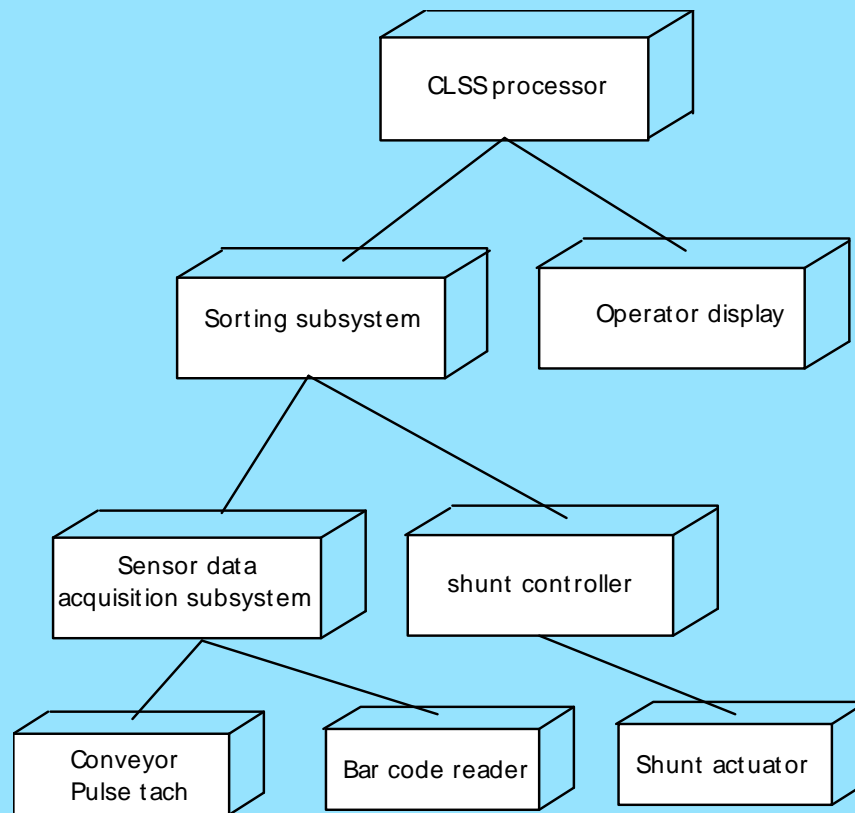 CLSS processor
Sorting subsystem
Operator display
Sensor data
acquisition subsystem
shunt controller
Conveyor
Pulse tach
Bar code reader
Shunt actuator